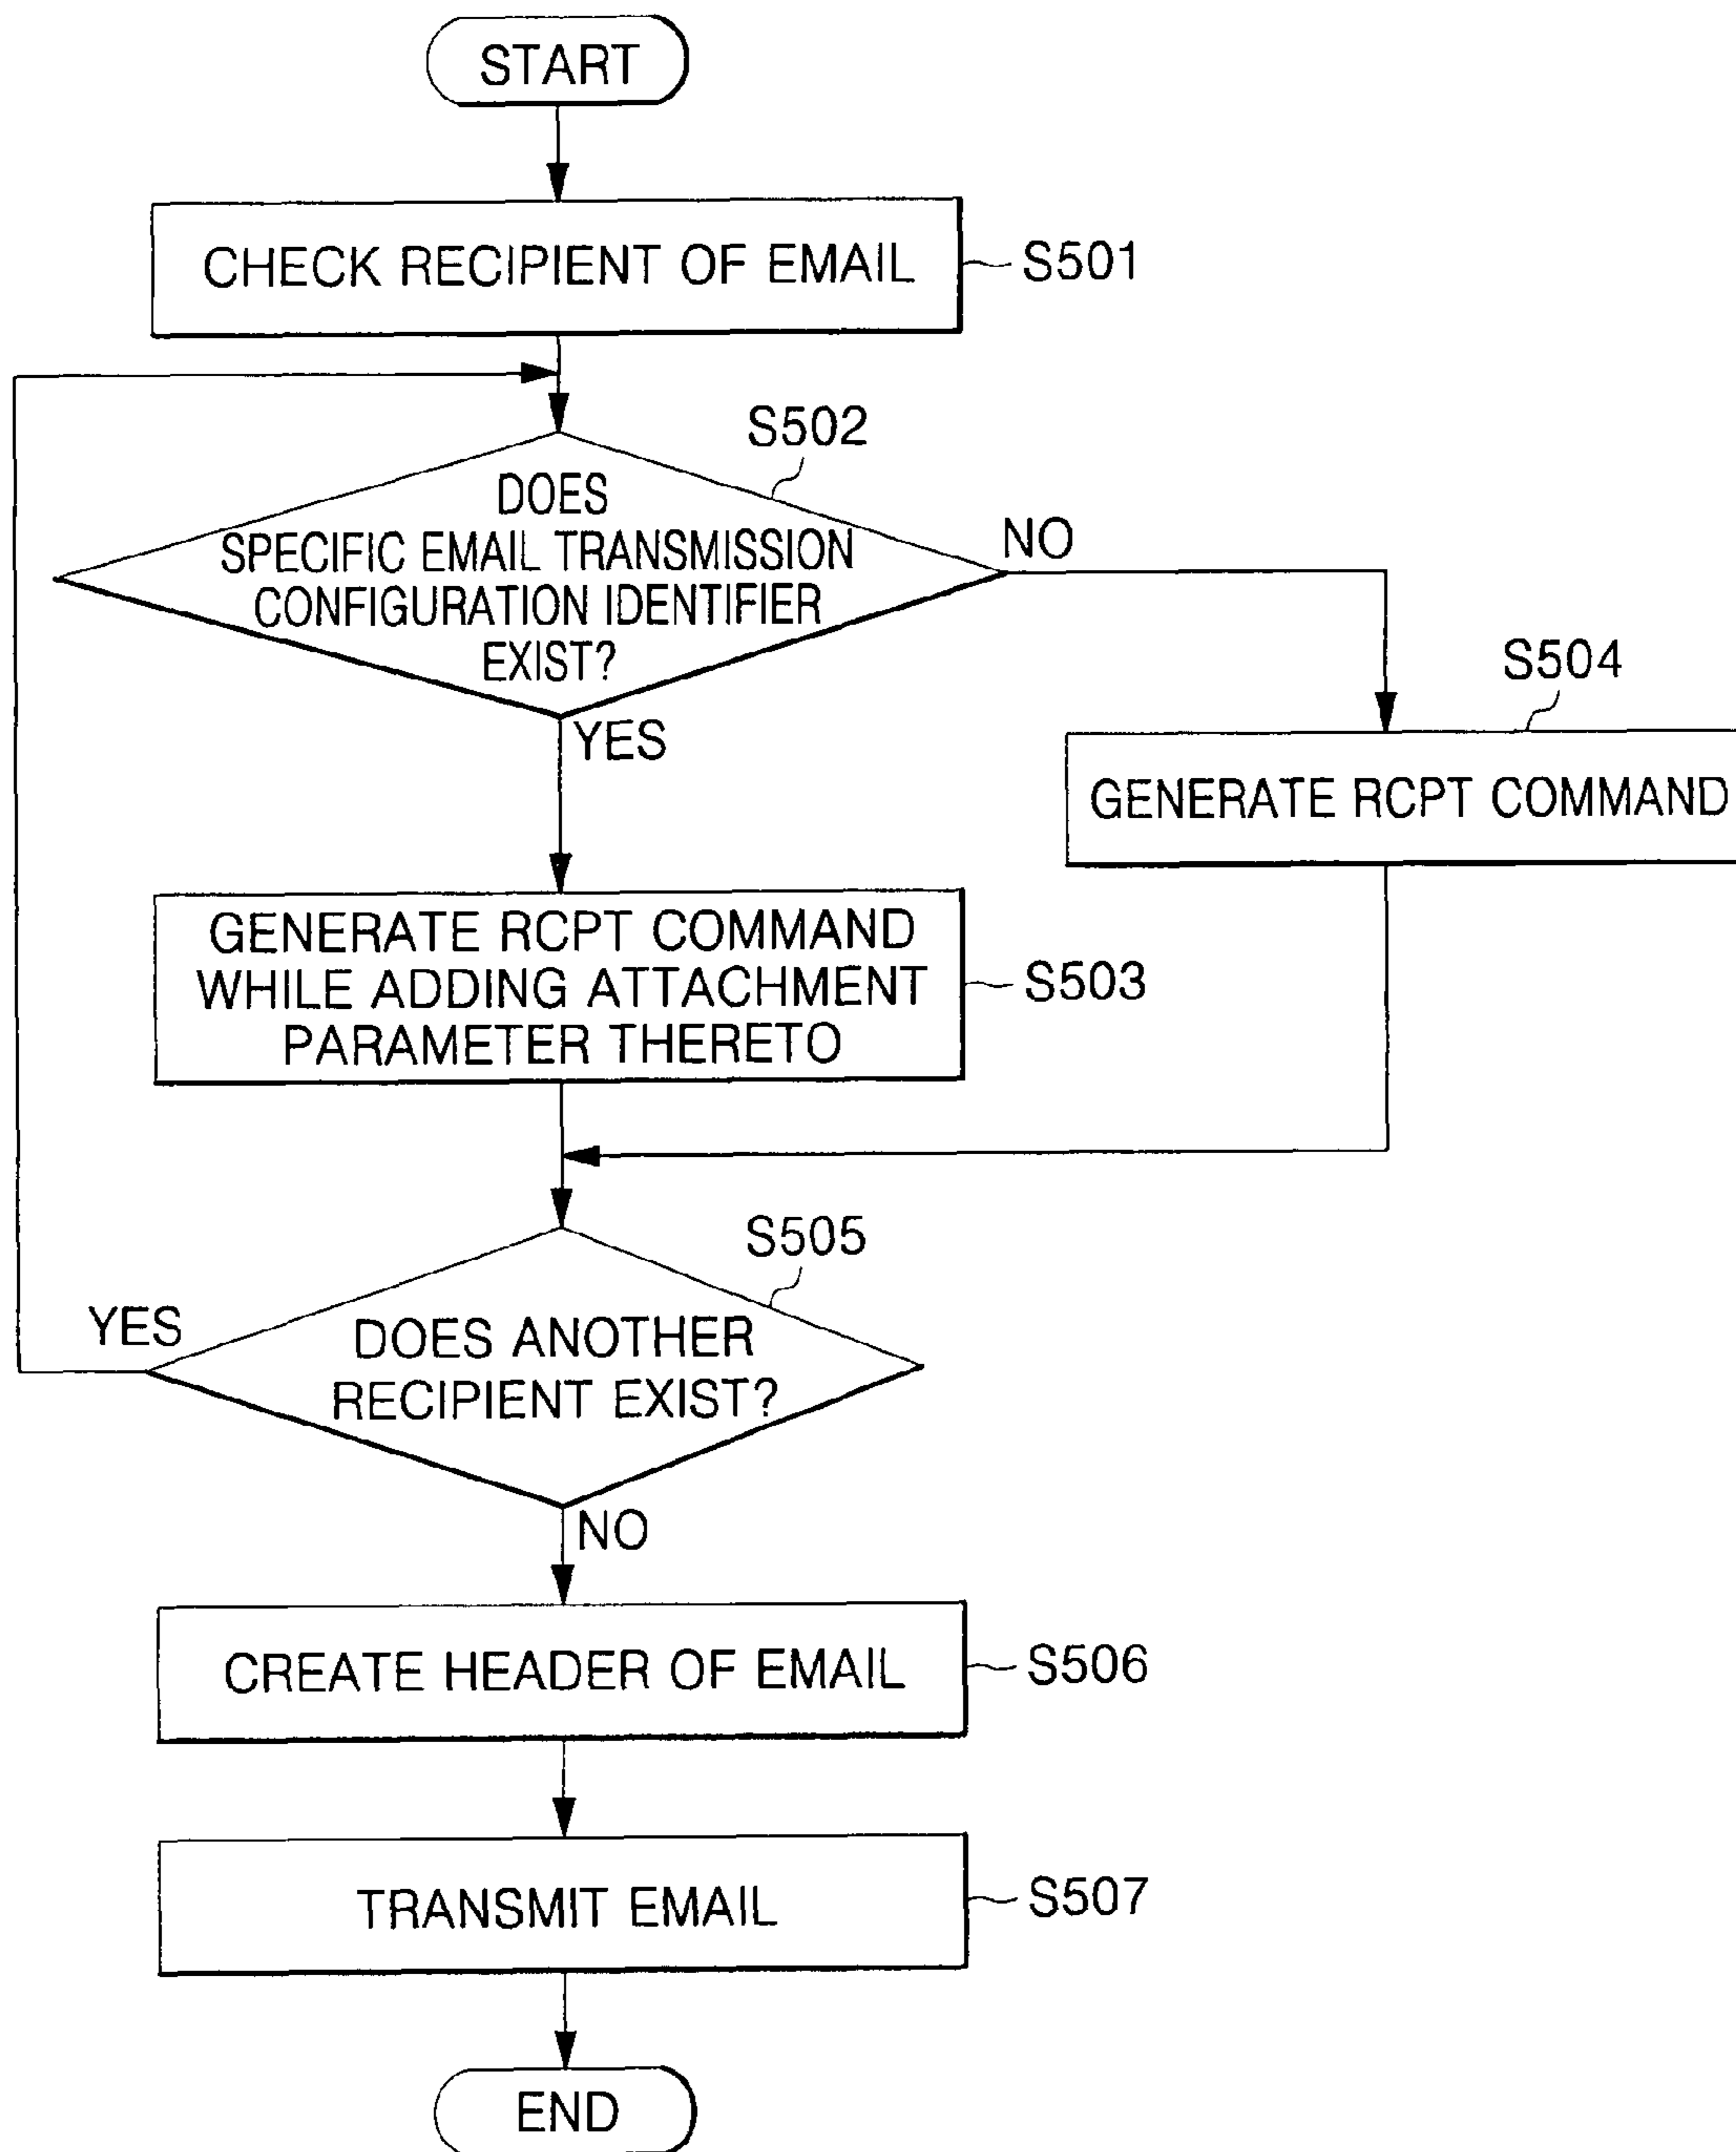 START
CHECK RECIPIENT OF EMAIL
S501
S502
DOES
SPECIFIC EMAIL TRANSMISSION
CONFIGURATION IDENTIFIER
EXIST?
NO
YES
S504
GENERATE RCPT COMMAND
GENERATE RCPT COMMAND
WHILE ADDING ATTACHMENT
PARAMETER THERETO
S503
S505
YES
DOES ANOTHER
RECIPIENT EXIST?
NO
CREATE HEADER OF EMAIL
S506
TRANSMIT EMAIL
S507
END